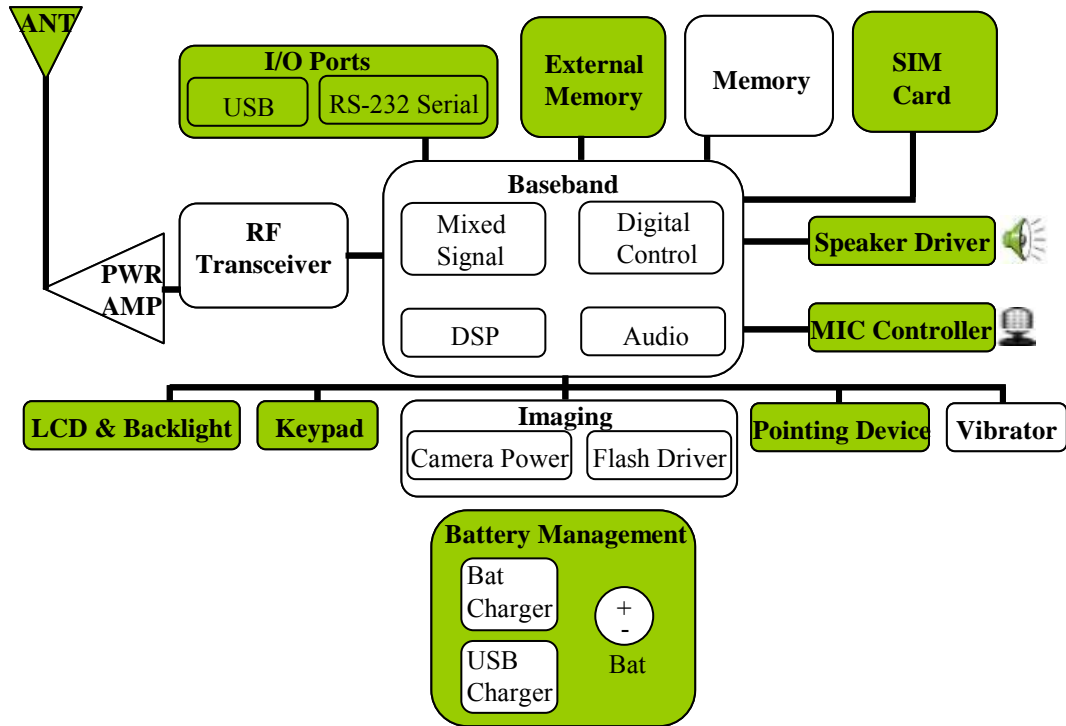 ANT
I/O Ports
USB
RS-232 Serial
External
Memory
Memory
SIM
Card
Baseband
Mixed
Signal
Digital
Control
DSP
Audio
RF
Transceiver
PWR
AMP
Speaker Driver
MIC Controller
LCD & Backlight
Keypad
Imaging
Camera Power
Flash Driver
Pointing Device
Vibrator
Battery Management
Bat
Charger
+
-
Bat
USB
Charger